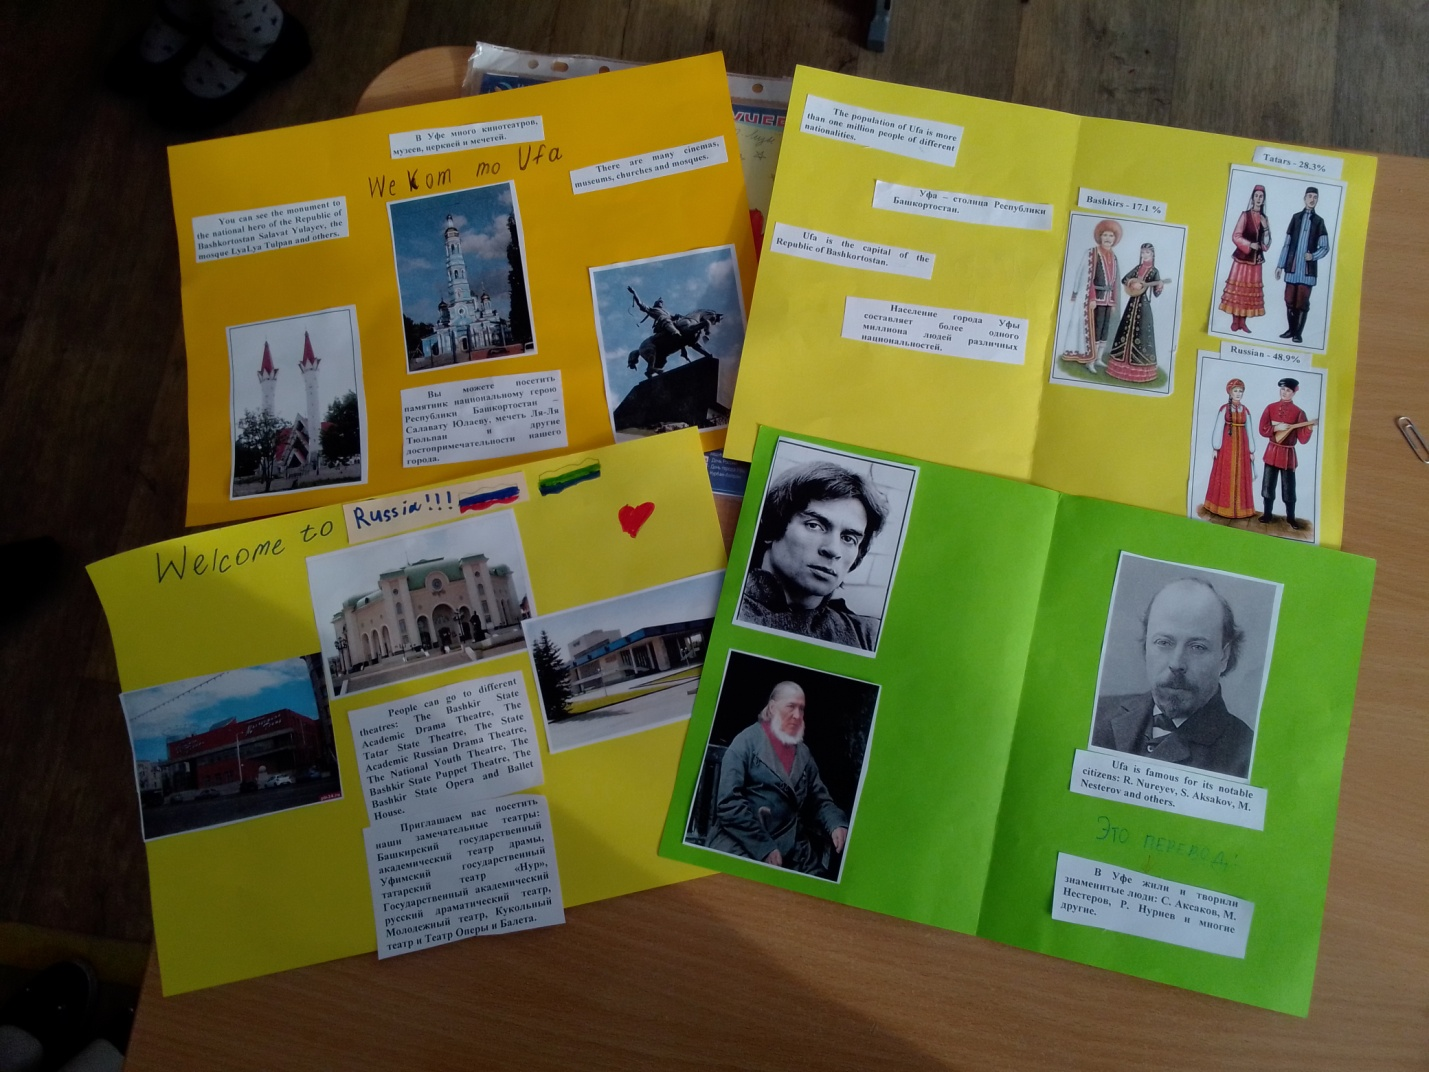 В Уфе много кинотеатров,
музеев, церквей и мечетей.
WeKom mo Ufa
There are many cinemas,
museums, churches and mosques.
You can see the monument to
the national hero of the Republic of
Bashkortostan Salavat Yulayev, the
mosque LyaLya Tulpan and others.
Вы можете посетить
памятник национальному герою
Республики Башкортостан –
Салавату Юлаеву, мечеть Ля-Ля
Тюльпан и другие
достопримечательности нашего
города.
The population of Ufa is more
than one million people of different
nationalities.
Уфа – столица Республики
Башкортостан.
Ufa is the capital of the
Republic of Bashkortostan.
Население города Уфы
составляет более одного
миллиона людей различных
национальностей.
Tatars - 28.3%
Bashkirs - 17.1 %
Russian - 48.9%
Welcome to Russia!!!
People can go to different
theatres: The Bashkir State
Academic Drama Theatre, The
Tatar State Theatre, The State
Academic Russian Drama Theatre,
The National Youth Theatre, The
Bashkir State Puppet Theatre, The
Bashkir State Opera and Ballet
House.
Приглашаем вас посетить
наши замечательные театры:
Башкирский государственный
академический театр драмы,
Уфимский государственный
татарский театр «Нур»,
Государственный академический
русский драматический театр,
Молодежный театр, Кукольный
театр и Театр Оперы и Балета.
Ufa is famous for its notable
citizens: R. Nureyev, S. Aksakov, M.
Nesterov and others.
Это перевод:
В Уфе жили и творили
знаменитые люди: С. Аксаков, М.
Нестеров, Р. Нуриев и многие
другие.